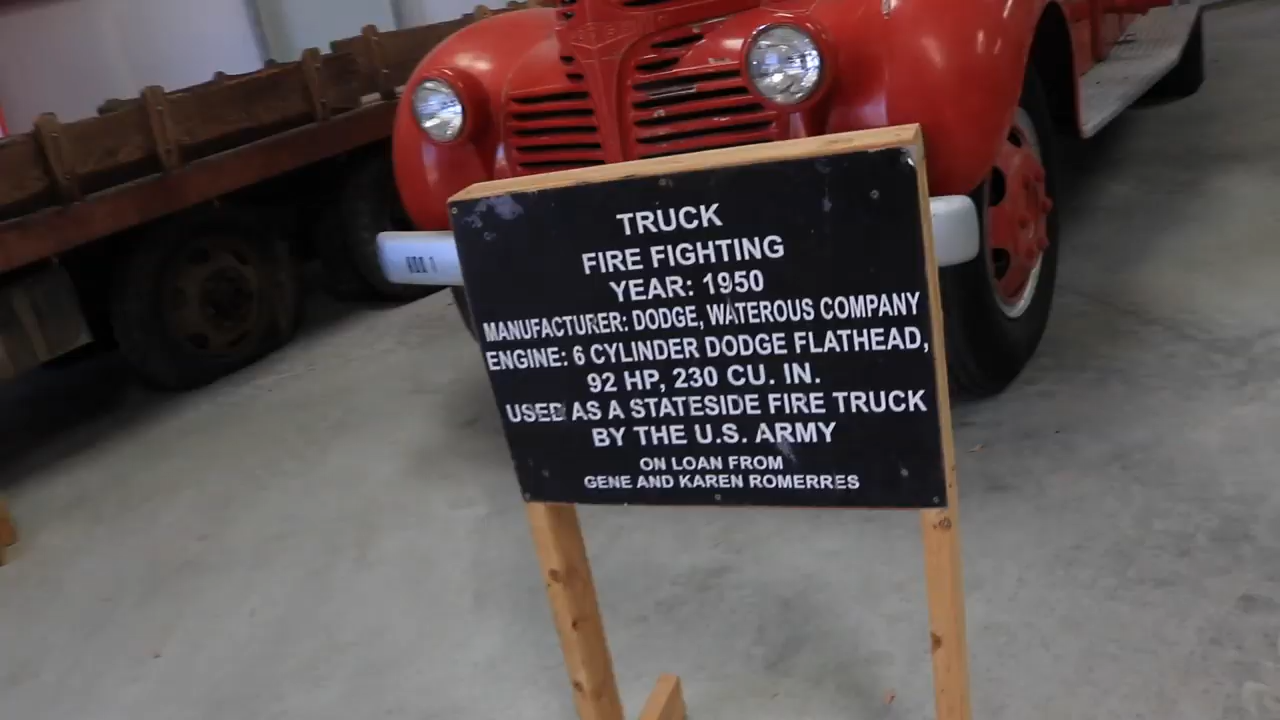 TRUCK
FIRE FIGHTING
YEAR: 1950
MANUFACTURER: DODGE, WATEROUS COMPANY
ENGINE: 6 CYLINDER DODGE FLATHEAD,
92 HP, 230 CU. IN.
USED AS A STATESIDE FIRE TRUCK
BY THE U.S. ARMY
ON LOAN FROM
GENE AND KAREN ROMERRES